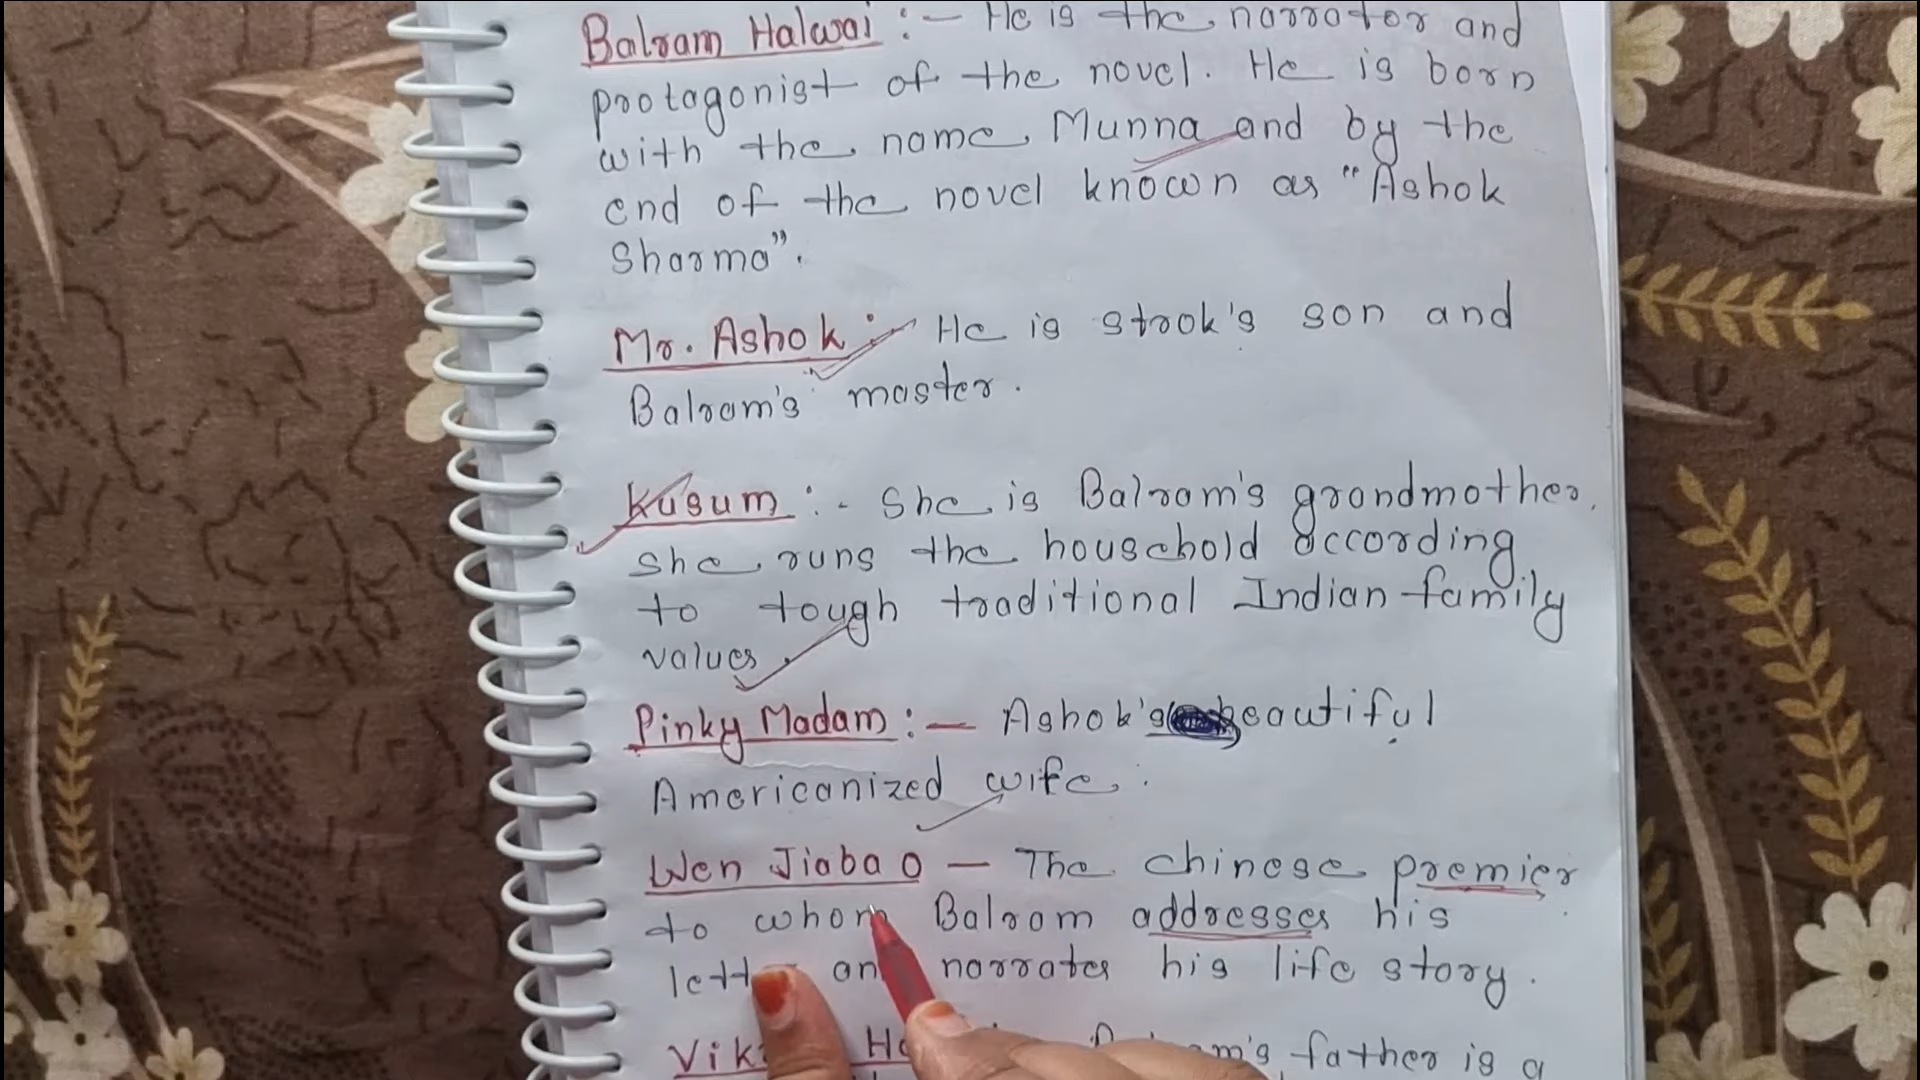 Balram Halwai :- He is the narrator and
protagonist of the novel. He is born
with the name Munna and by the
end of the novel known as "Ashok
Sharma".
Mr. Ashok : He is strok's son and
Balram's master.
Kusum :- She is Balram's grandmother.
she runs the household according
to tough traditional Indian family
values.
Pinky Madam :- Ashok's beautiful
Americanized wife.
Wen Jiabao - The chinese premier
to whom Balram addresses his
and narrates his life story.
father is a